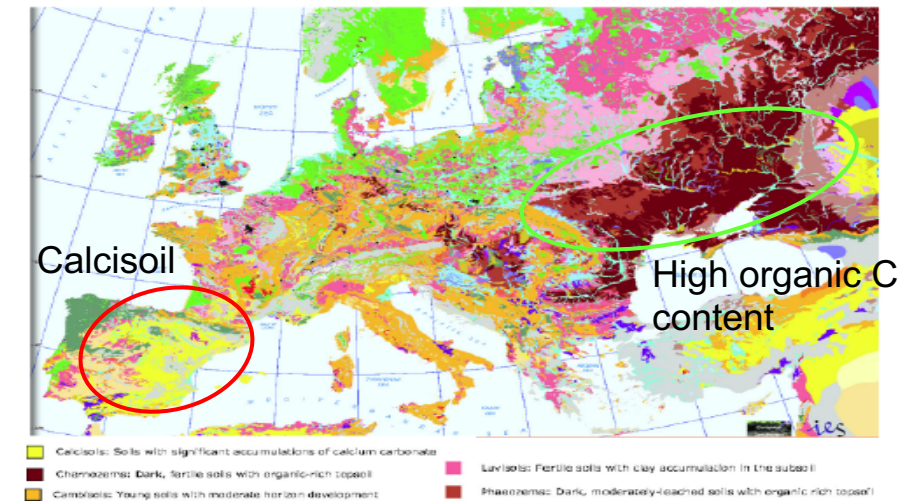 Calcisoil
High organic C
content
ies
Calcisols: Soils with significant accumulations of calcium carbonate
Chernozems: Dark, fertile soils with organic-rich topsoil
Cambisols: Young soils with moderate horizon development
Luvisols: Fertile soils with clay accumulation in the subsoil
Phaeozems: Dark, moderately-leached soils with organic rich topsoil